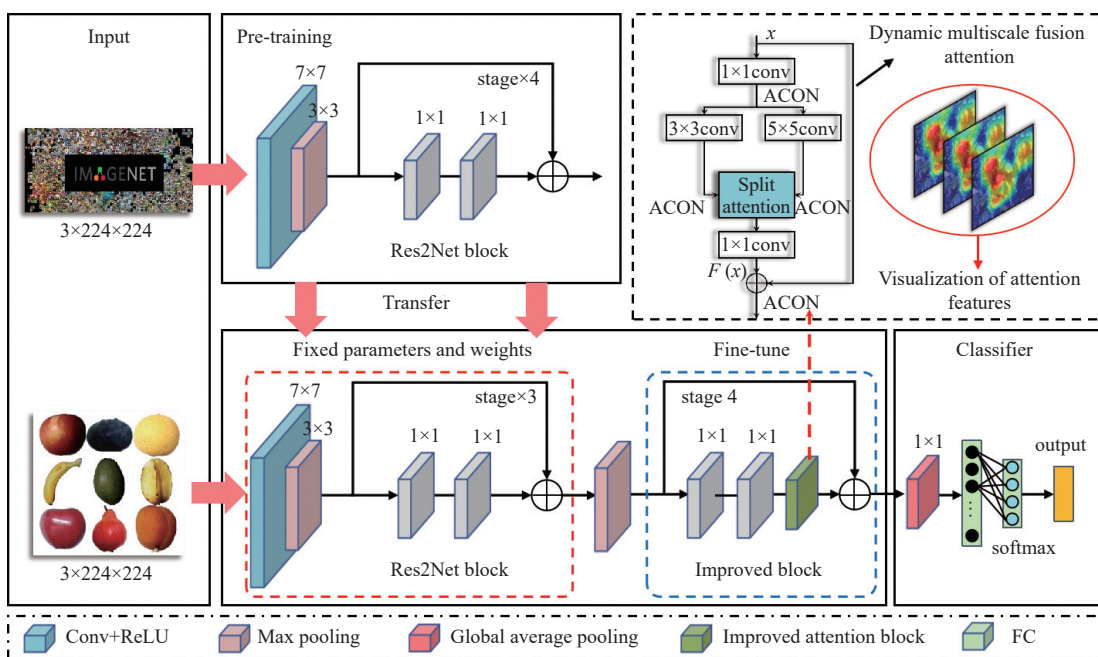 Input
IMAGENET
3×224×224
3×224×224
Pre-training
7×7
3×3
stage×4
1×1
1×1
Res2Net block
Transfer
x
1×1conv
ACON
3×3conv
5×5conv
Split
attention
ACON
ACON
1×1conv
F (x)
ACON
Dynamic multiscale fusion
attention
Visualization of attention
features
Fixed parameters and weights
7×7
3×3
stage×3
1×1
1×1
Res2Net block
Fine-tune
stage 4
1×1
1×1
Improved block
Classifier
1×1
output
softmax
Conv+ReLU
Max pooling
Global average pooling
Improved attention block
FC